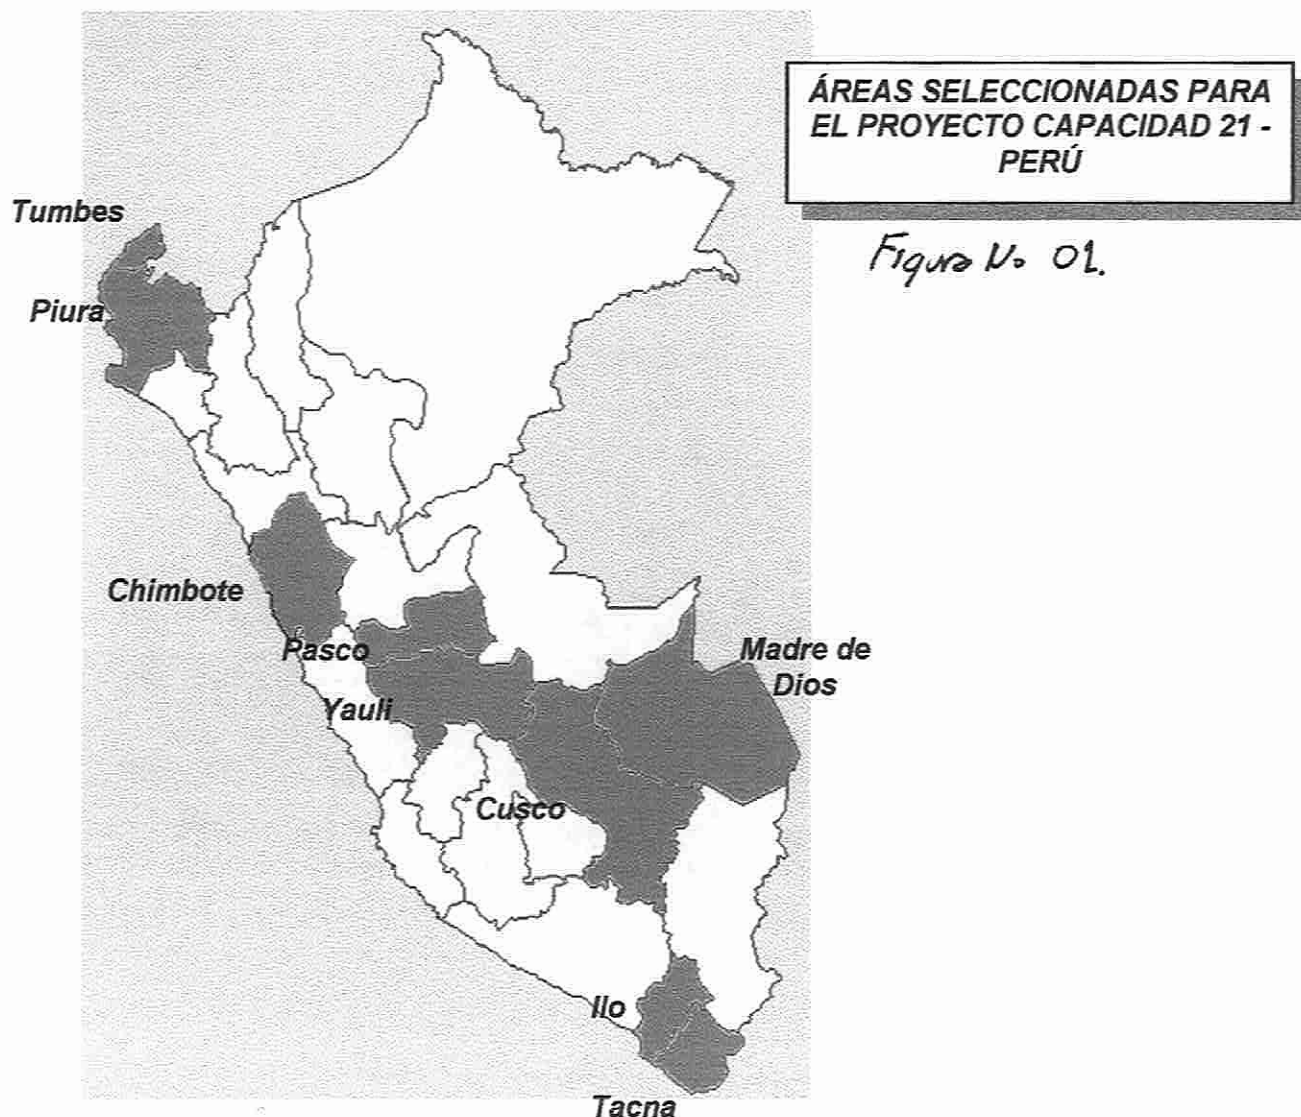 ÁREAS SELECCIONADAS PARA
EL PROYECTO CAPACIDAD 21 -
PERÚ
Figura No 01.
Tumbes
Piura
Chimbote
Pasco
Madre de
Dios
Yauli
Cusco
Ilo
Tacna